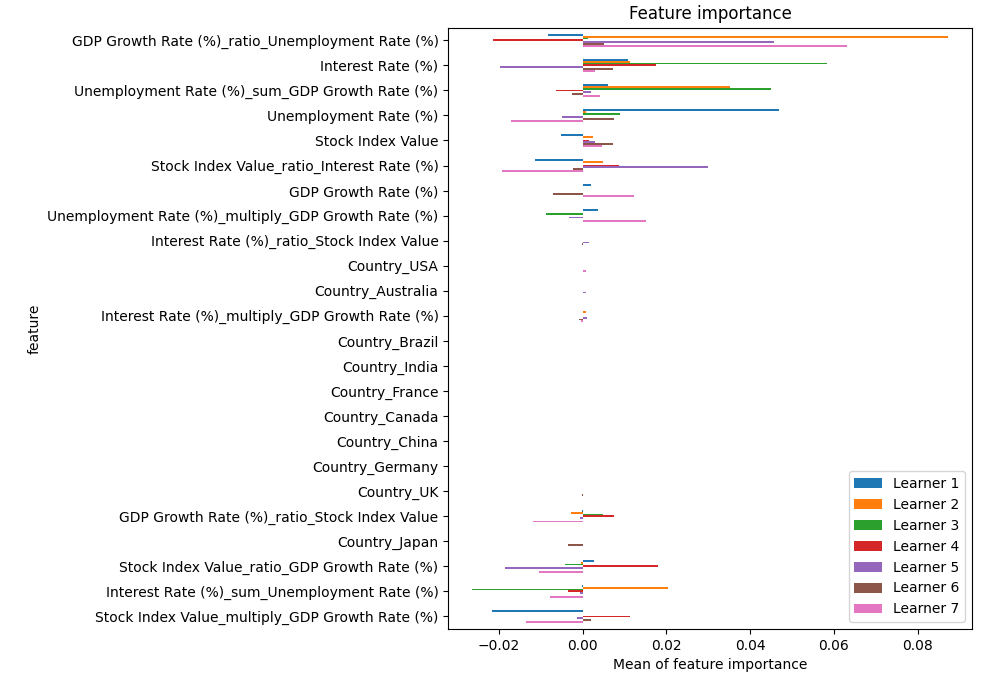 Feature importance
GDP Growth Rate (%)_ratio_Unemployment Rate (%)
Interest Rate (%)
Unemployment Rate (%)_sum_GDP Growth Rate (%)
Unemployment Rate (%)
Stock Index Value
Stock Index Value_ratio_Interest Rate (%)
GDP Growth Rate (%)
Unemployment Rate (%)_multiply_GDP Growth Rate (%)
Interest Rate (%)_ratio_Stock Index Value
Country_USA
Country_Australia
Interest Rate (%)_multiply_GDP Growth Rate (%)
Country_Brazil
Country_India
Country_France
Country_Canada
Country_China
Country_Germany
Country_UK
GDP Growth Rate (%)_ratio_Stock Index Value
Country_Japan
Stock Index Value_ratio_GDP Growth Rate (%)
Interest Rate (%)_sum_Unemployment Rate (%)
Stock Index Value_multiply_GDP Growth Rate (%)
feature
Learner 1
Learner 2
Learner 3
Learner 4
Learner 5
Learner 6
Learner 7
−0.02 0.00 0.02 0.04 0.06 0.08
Mean of feature importance